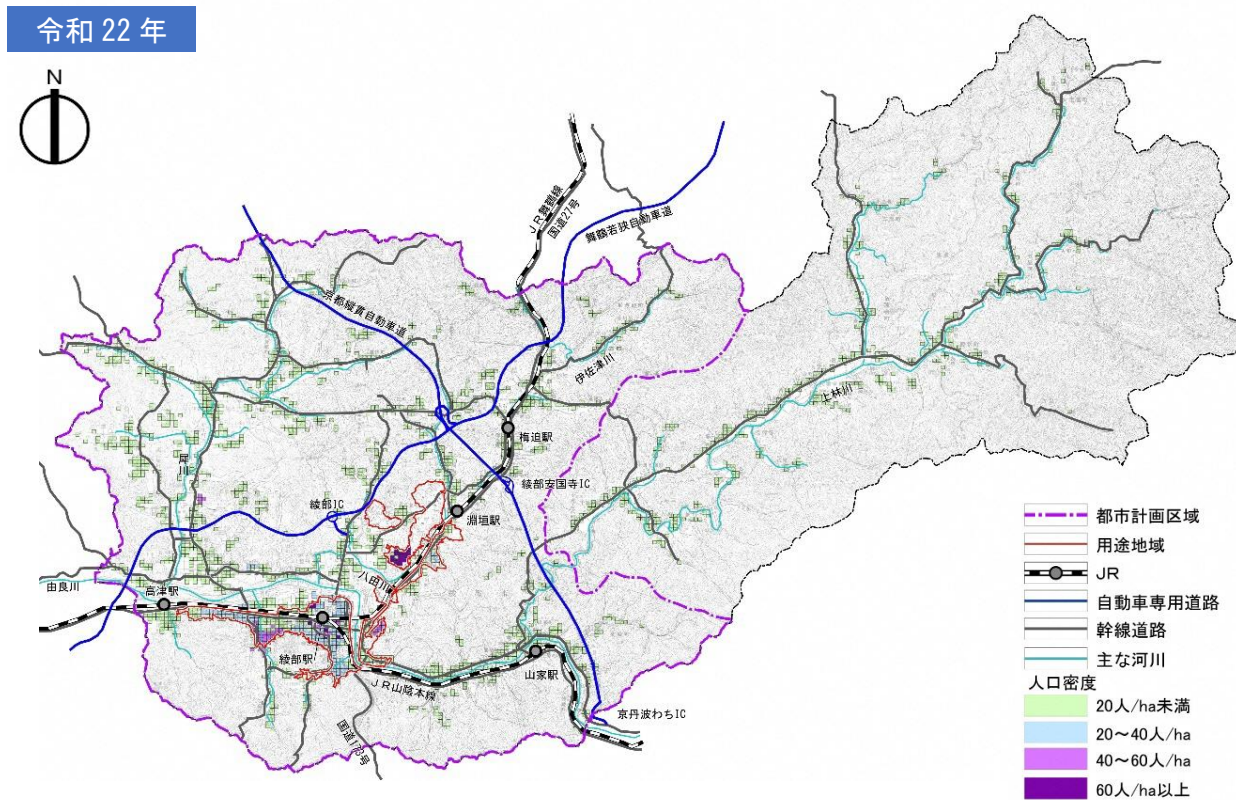 令和 22 年
N
JR舞鶴線
国道27号
舞鶴若狭自動車道
京都縦貫自動車道
伊佐津川
上林川
梅迫駅
犀川
綾部安国寺IC
綾部IC
淵垣駅
八田川
由良川
高津駅
綾部駅
JR山陰本線
山家駅
京丹波わちIC
国道173号
都市計画区域
用途地域
JR
自動車専用道路
幹線道路
主な河川
人口密度
20人/ha未満
20～40人/ha
40～60人/ha
60人/ha以上